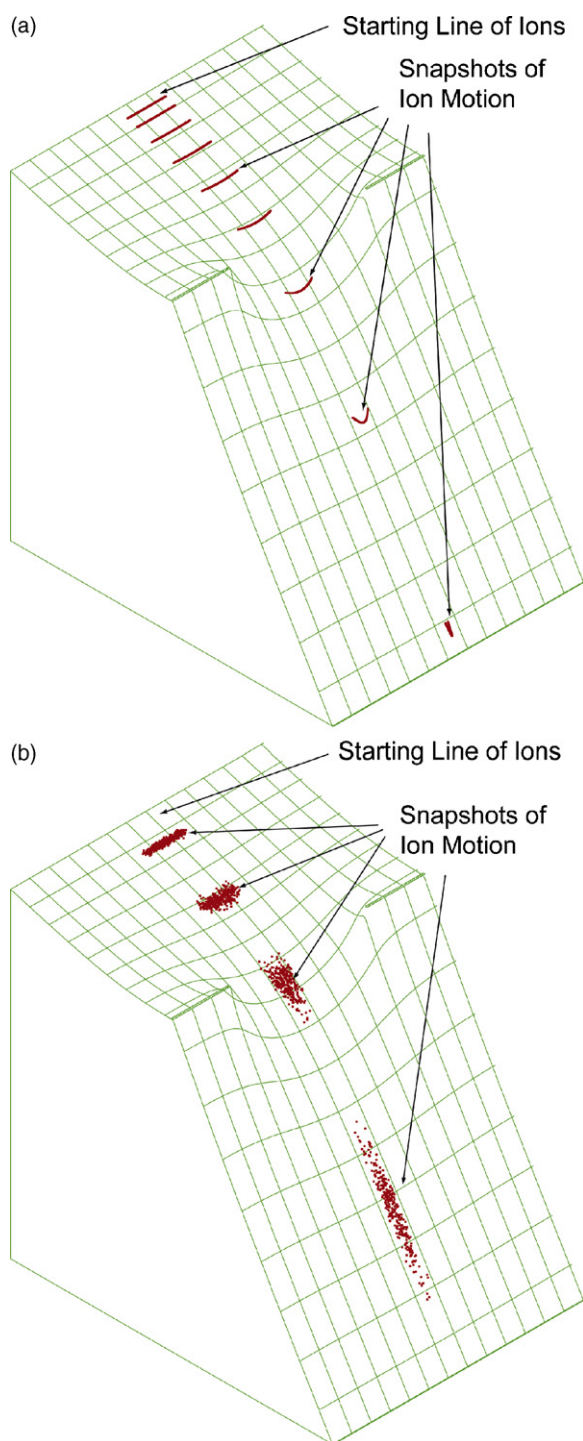 (a)
Starting Line of Ions
Snapshots of
Ion Motion
(b)
Starting Line of Ions
Snapshots of
Ion Motion